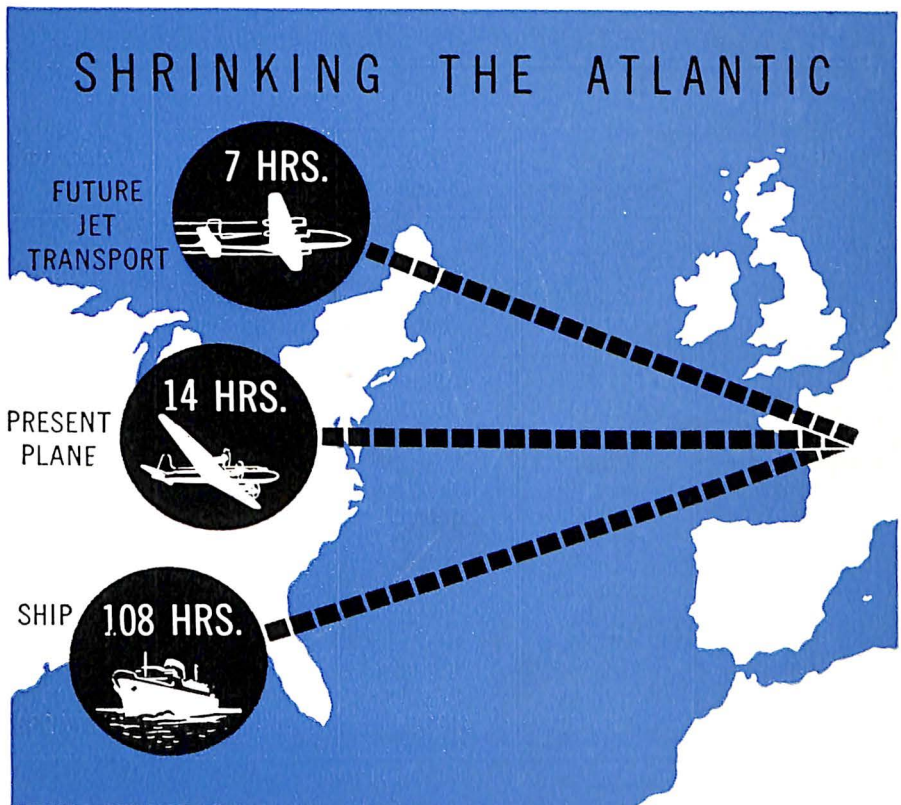 SHRINKING THE ATLANTIC
7 HRS.
FUTURE
JET
TRANSPORT
14 HRS.
PRESENT
PLANE
SHIP
108 HRS.